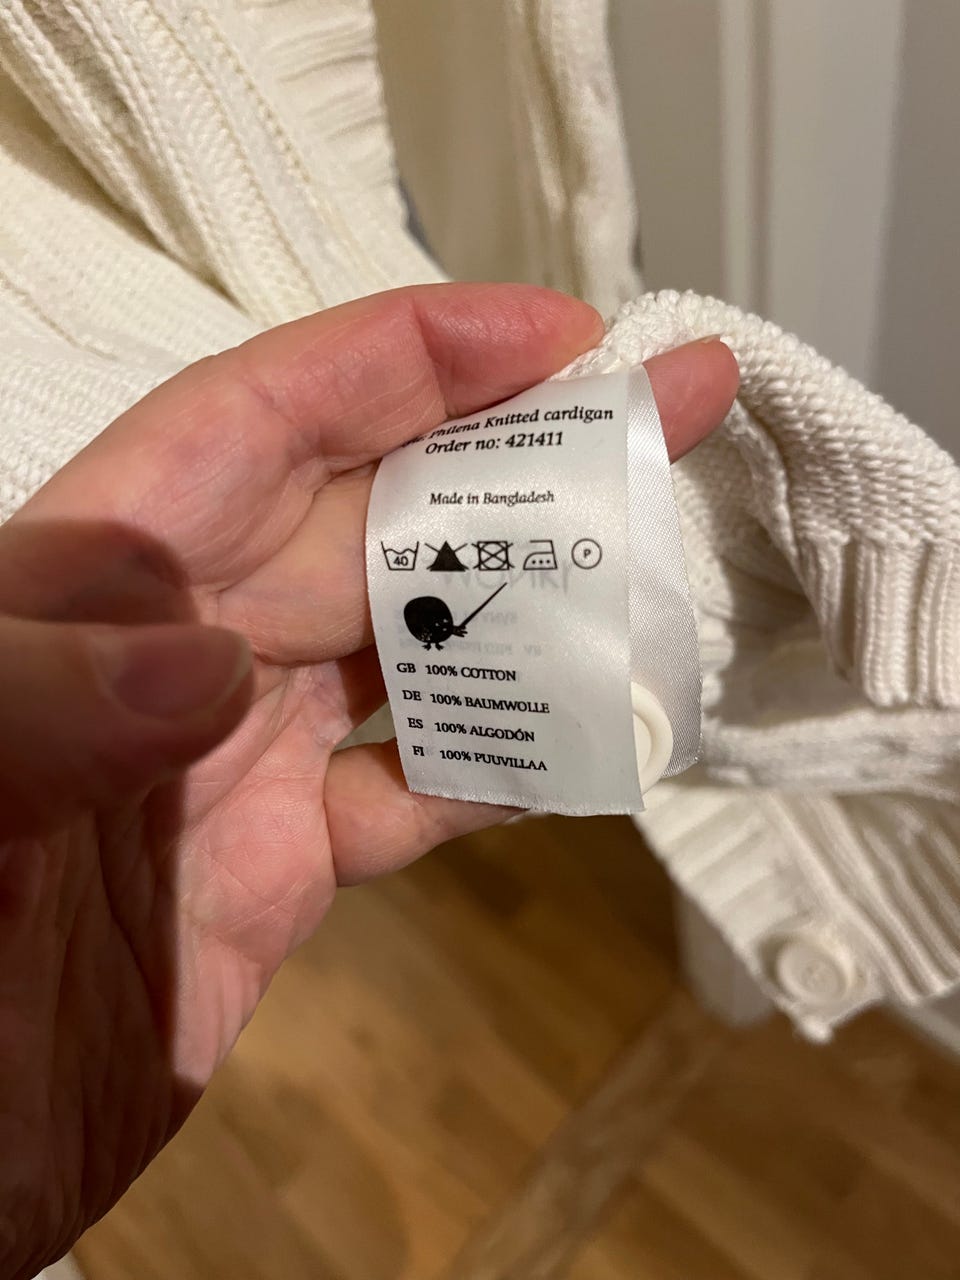 Philena Knitted cardigan
Order no: 421411
Made in Bangladesh
40 P
GB 100% COTTON
DE 100% BAUMWOLLE
ES 100% ALGODÓN
FI 100% PUUVILLAA